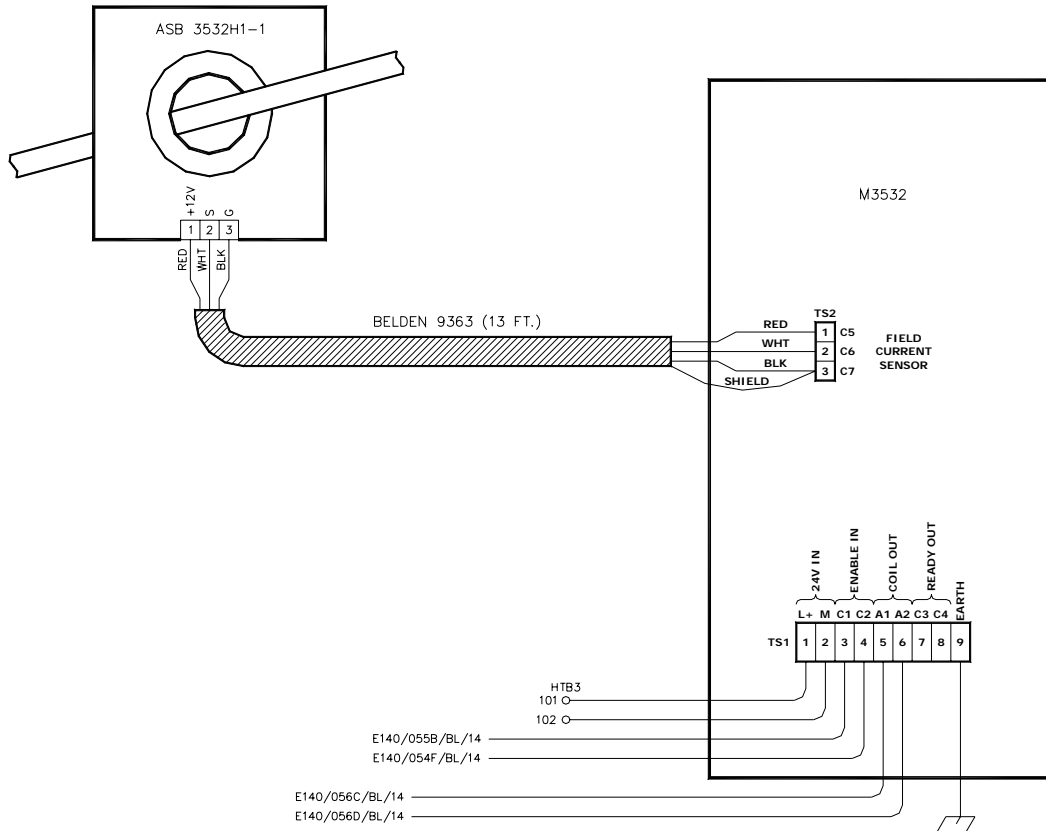 ASB 3532H1-1
+12V
S
G
1 2 3
RED
WHT
BLK
BELDEN 9363 (13 FT.)
M3532
TS2
RED 1 C5
WHT 2 C6
BLK 3 C7
SHIELD
FIELD
CURRENT
SENSOR
24V IN
ENABLE IN
COIL OUT
READY OUT
EARTH
L+ M C1 C2 A1 A2 C3 C4
TS1 1 2 3 4 5 6 7 8 9
HTB3
101
102
E140/055B/BL/14
E140/054F/BL/14
E140/056C/BL/14
E140/056D/BL/14